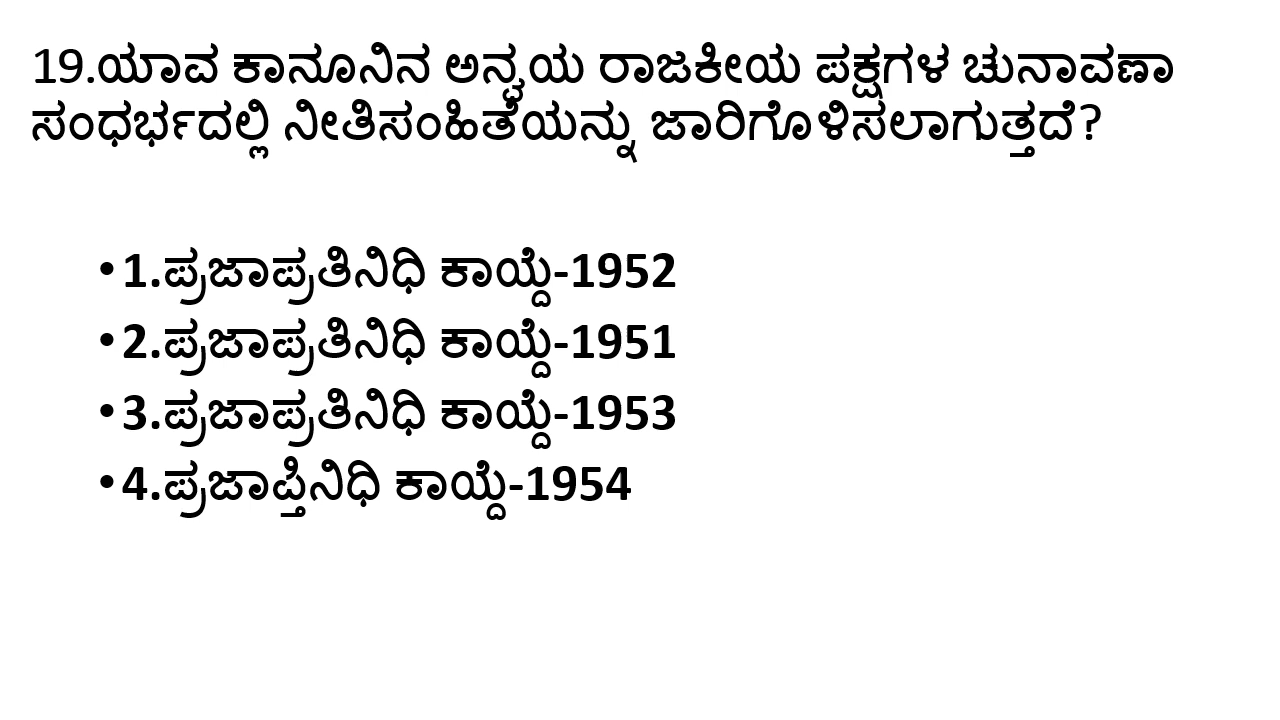 19.ಯಾವ ಕಾನೂನಿನ ಅನ್ವಯ ರಾಜಕೀಯ ಪಕ್ಷಗಳ ಚುನಾವಣಾ
ಸಂಧರ್ಭದಲ್ಲಿ ನೀತಿಸಂಹಿತೆಯನ್ನು ಜಾರಿಗೊಳಿಸಲಾಗುತ್ತದೆ?
•1.ಪ್ರಜಾಪ್ರತಿನಿಧಿ ಕಾಯ್ದೆ-1952
•2.ಪ್ರಜಾಪ್ರತಿನಿಧಿ ಕಾಯ್ದೆ-1951
•3.ಪ್ರಜಾಪ್ರತಿನಿಧಿ ಕಾಯ್ದೆ-1953
•4.ಪ್ರಜಾಪ್ತಿನಿಧಿ ಕಾಯ್ದೆ-1954